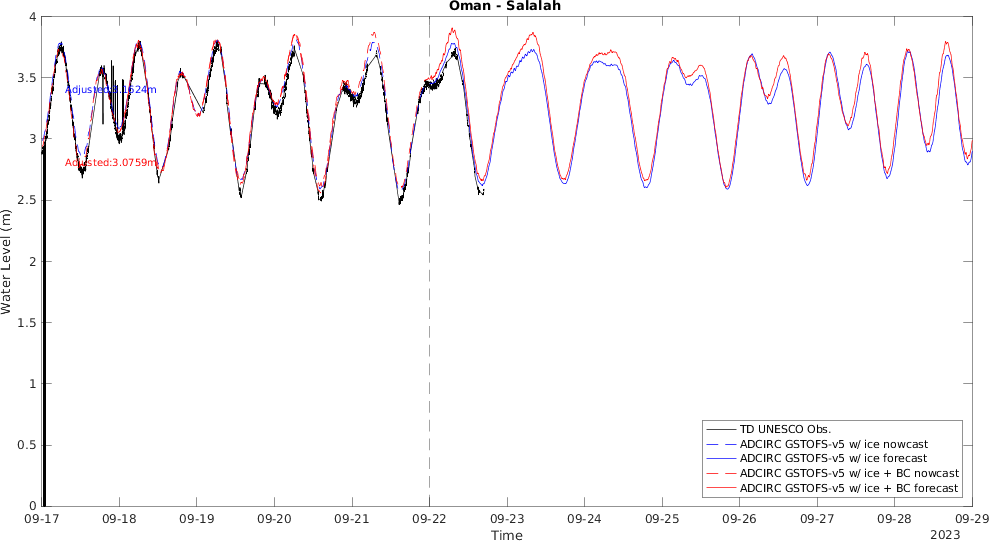 Oman - Salalah
4
3.5
3
2.5
2
1.5
1
0.5
0
Water Level (m)
Adjusted:3.1624m
Adjusted:3.0759m
TD UNESCO Obs.
ADCIRC GSTOFS-v5 w/ ice nowcast
ADCIRC GSTOFS-v5 w/ ice forecast
ADCIRC GSTOFS-v5 w/ ice + BC nowcast
ADCIRC GSTOFS-v5 w/ ice + BC forecast
09-17 09-18 09-19 09-20 09-21 09-22 09-23 09-24 09-25 09-26 09-27 09-28 09-29
Time
2023